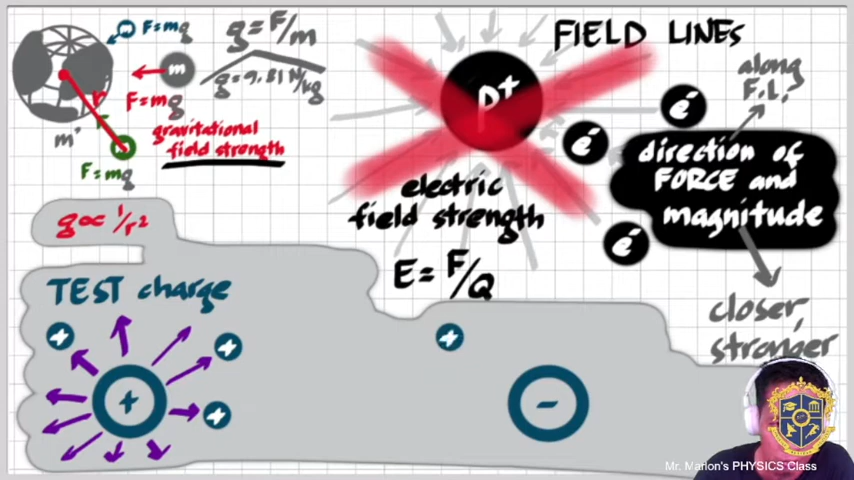 F=mg
g=F/m
g=9.81 N/kg
m
r
m
F=mg
gravitational
field strength
F=mg
g∝1/r²
FIELD LINES
P+
e-
e-
e-
along
F.L.
direction of
FORCE and
magnitude
closer,
stronger
electric
field strength
E=F/Q
TEST charge
+
+
+
+
+
-
Mr. Marlon's PHYSICS Class